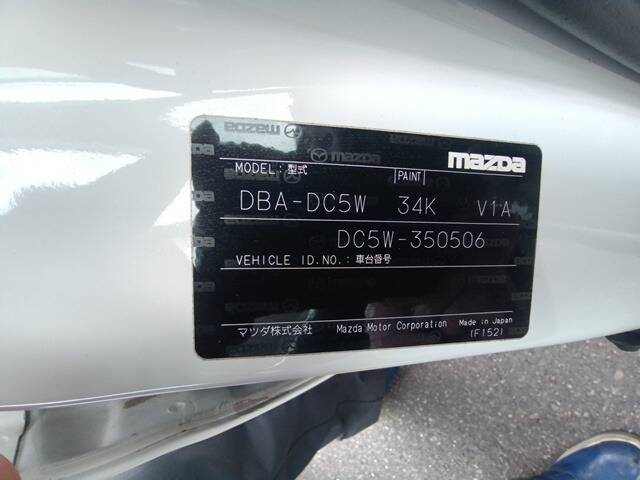 mazda
MODEL:型式 PAINT
DBA-DC5W 34K V1A
DC5W-350506
VEHICLE ID.NO.:車台番号
マツダ株式会社 Mazda Motor Corporation Made in Japan
(F152)